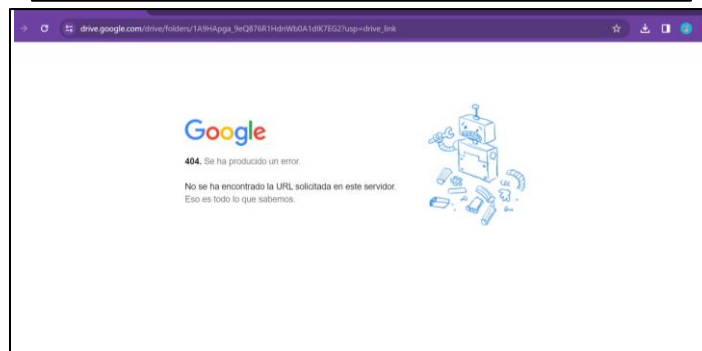 drive.google.com/drive/folders/1A9HApga_9eQ876R1HdnWb0A1dIK7EG2?usp=drive_link
Google
404. Se ha producido un error.
No se ha encontrado la URL solicitada en este servidor.
Eso es todo lo que sabemos.